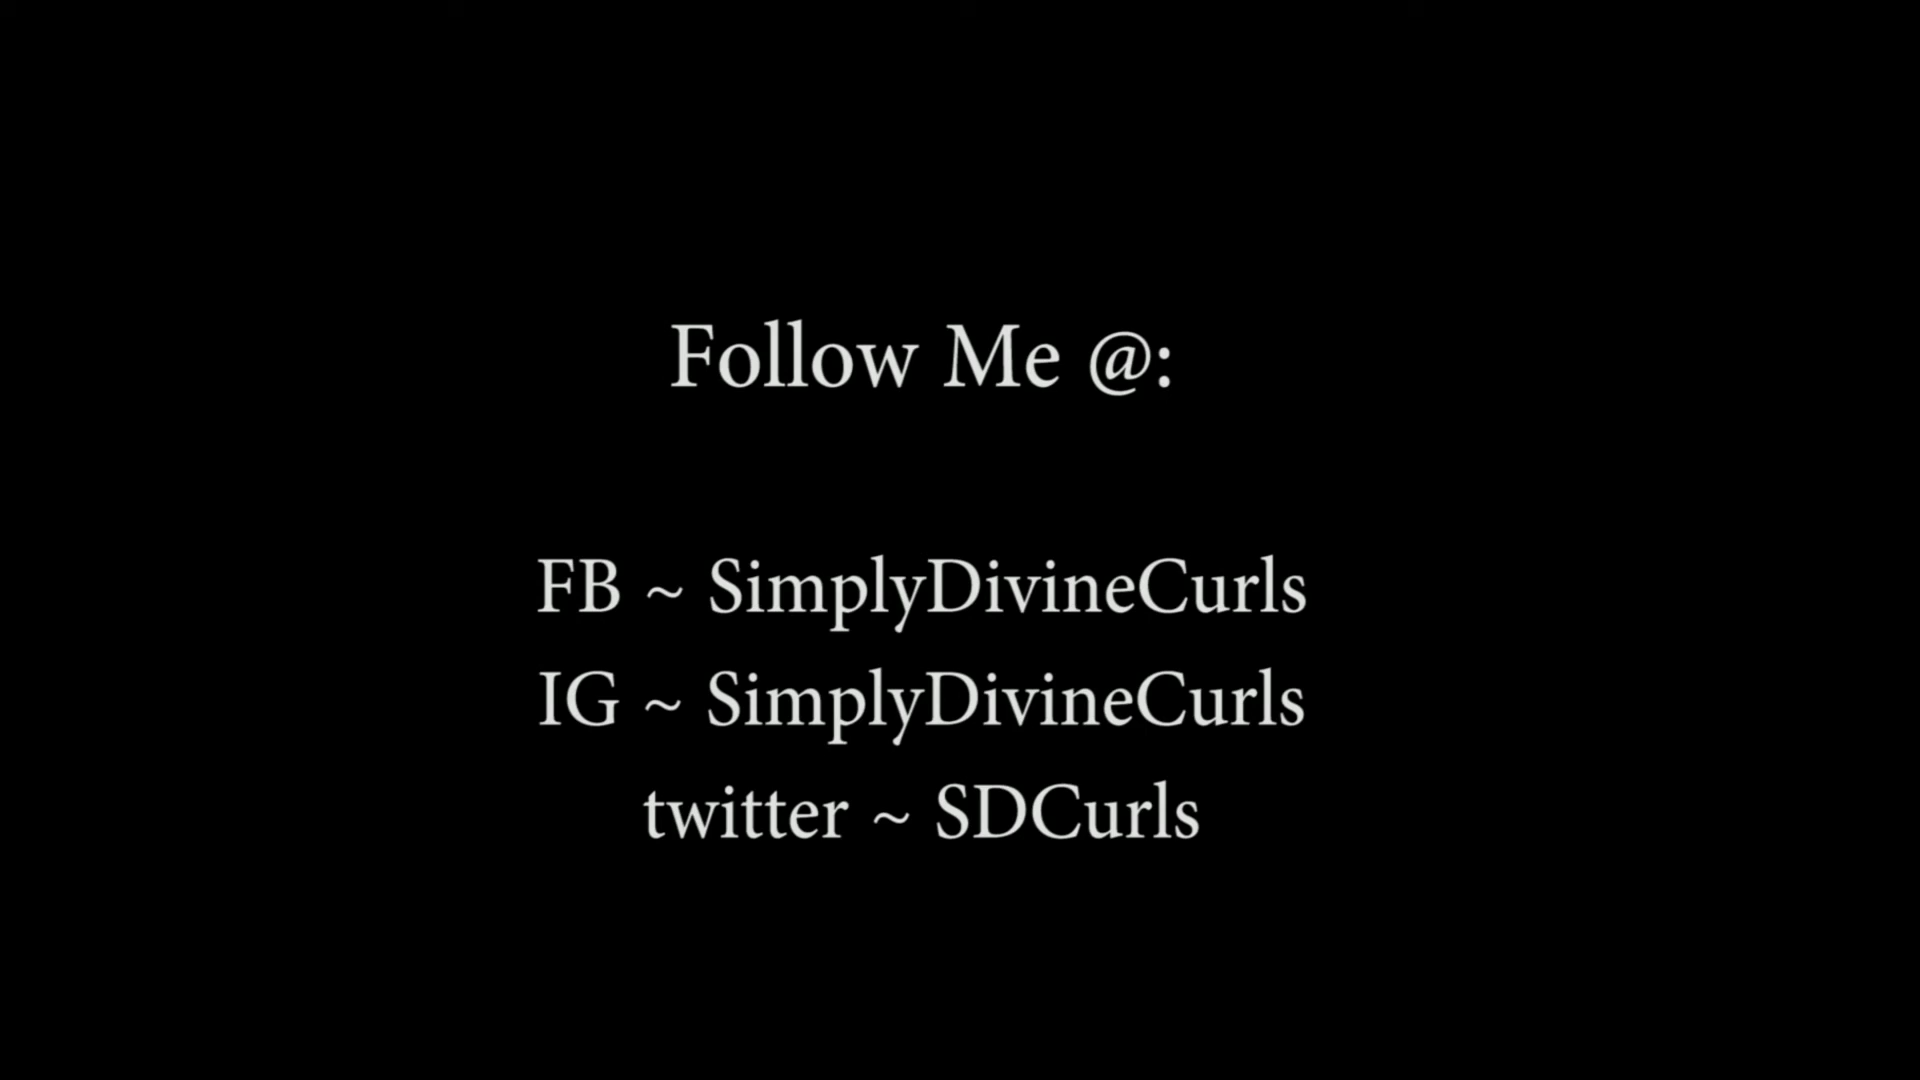 Follow Me @:
FB ~ SimplyDivineCurls
IG ~ SimplyDivineCurls
twitter ~ SDCurls